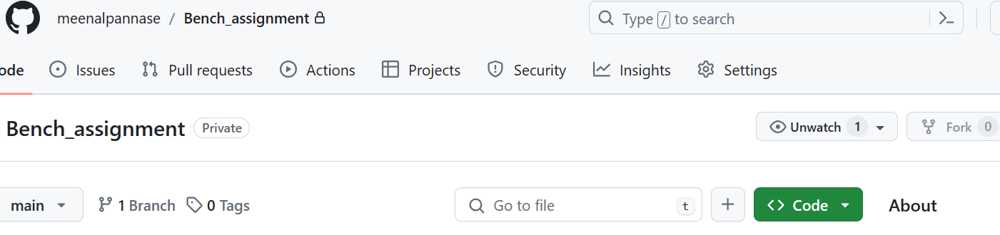 meenalpannase / Bench_assignment Type / to search
ode Issues Pull requests Actions Projects Security Insights Settings
Bench_assignment Private Unwatch 1 Fork 0
main 1 Branch 0 Tags Go to file t + Code About